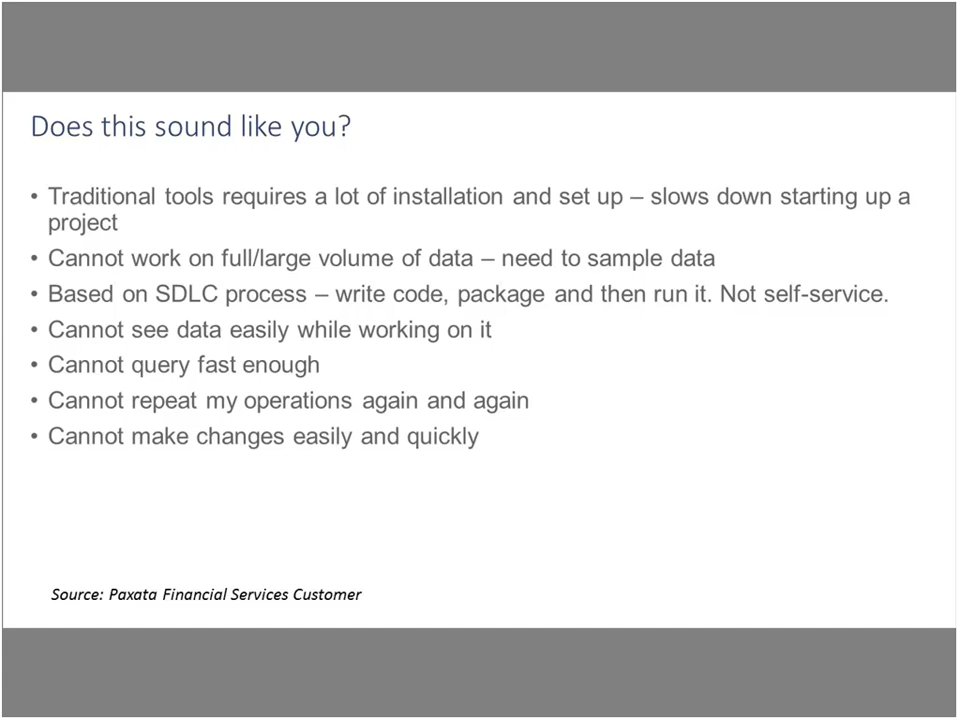 Does this sound like you?
• Traditional tools requires a lot of installation and set up – slows down starting up a
project
• Cannot work on full/large volume of data – need to sample data
• Based on SDLC process – write code, package and then run it. Not self-service.
• Cannot see data easily while working on it
• Cannot query fast enough
• Cannot repeat my operations again and again
• Cannot make changes easily and quickly
Source: Paxata Financial Services Customer